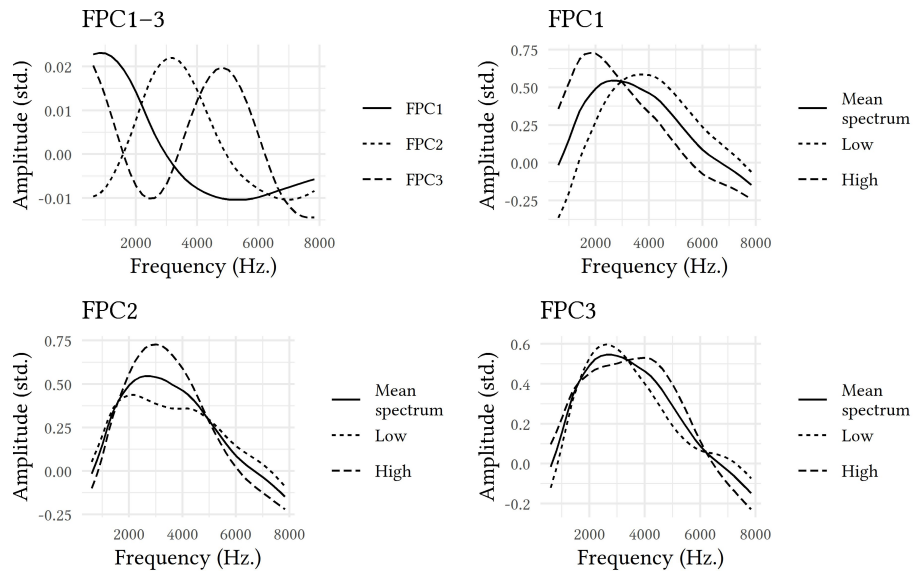 FPC1−3
Amplitude (std.)
0.02
0.01
0.00
-0.01
2000 4000 6000 8000
Frequency (Hz.)
FPC1
FPC2
FPC3
FPC1
Amplitude (std.)
0.75
0.50
0.25
0.00
-0.25
2000 4000 6000 8000
Frequency (Hz.)
Mean
spectrum
Low
High
FPC2
Amplitude (std.)
0.75
0.50
0.25
0.00
-0.25
2000 4000 6000 8000
Frequency (Hz.)
Mean
spectrum
Low
High
FPC3
Amplitude (std.)
0.6
0.4
0.2
0.0
-0.2
2000 4000 6000 8000
Frequency (Hz.)
Mean
spectrum
Low
High